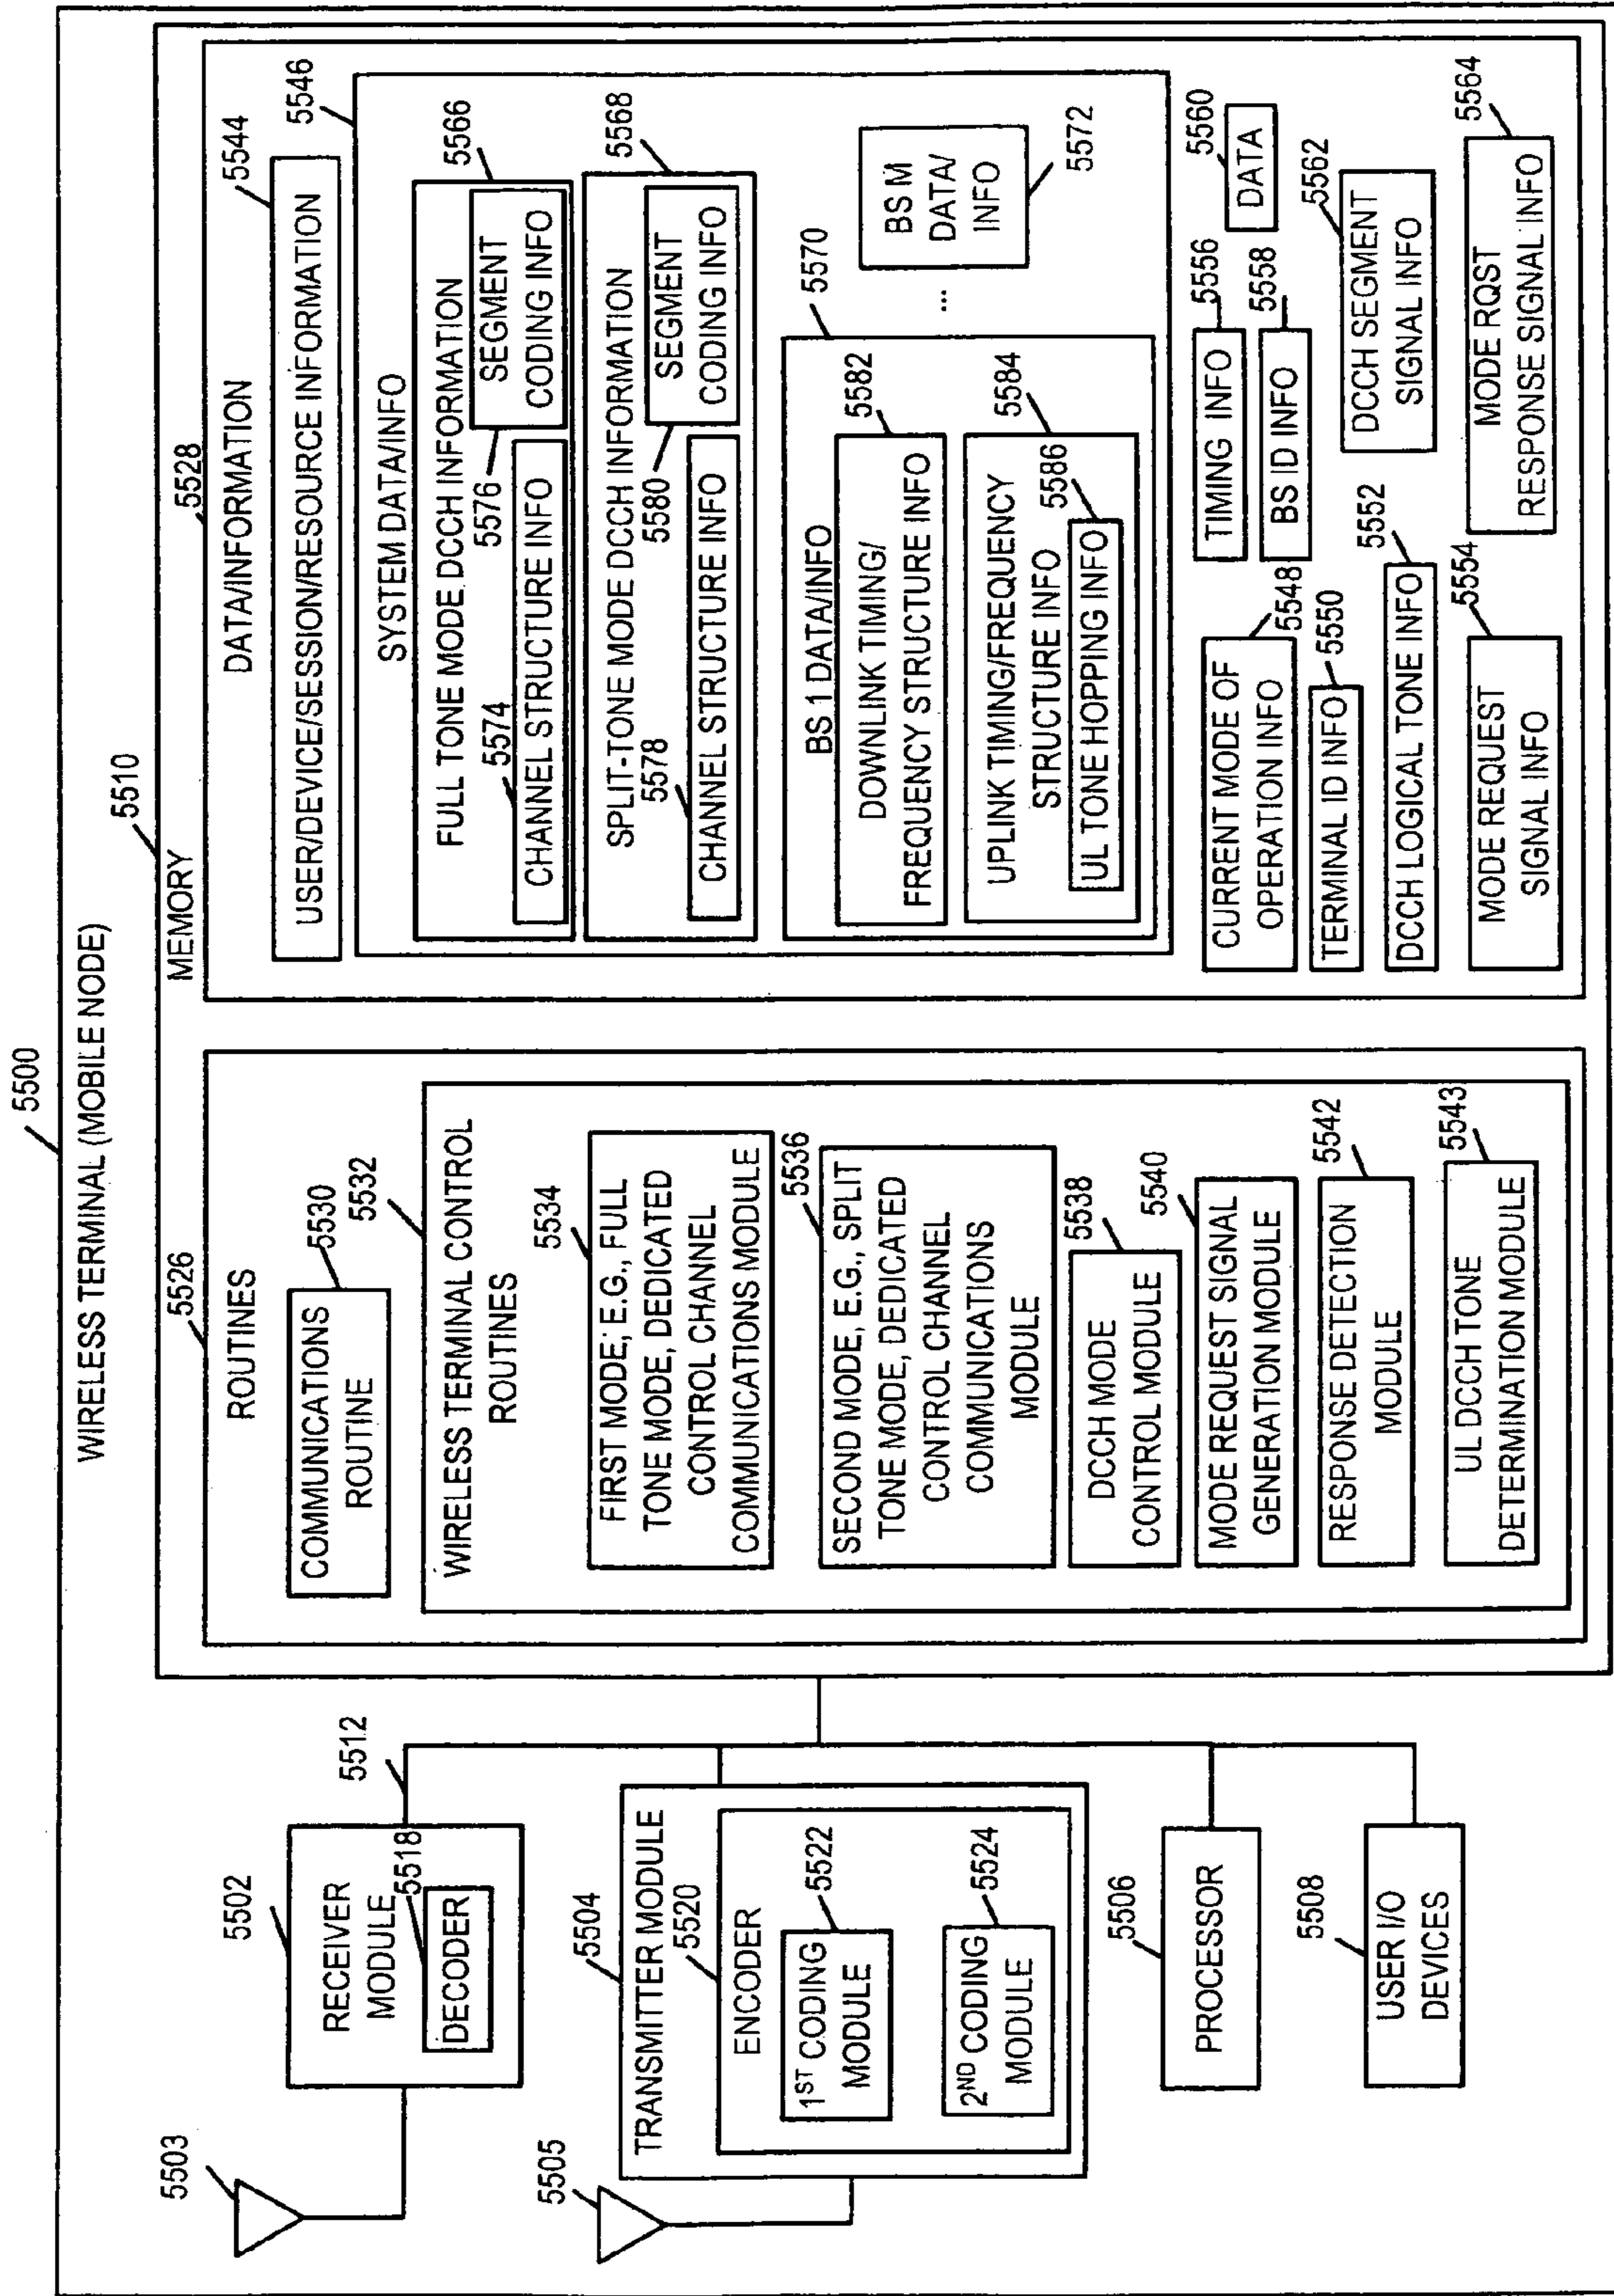 5500
WIRELESS TERMINAL (MOBILE NODE)
5503
5502
RECEIVER
MODULE
5518
DECODER
5512
5505
5504
TRANSMITTER MODULE
5520
ENCODER
5522
1ST CODING
MODULE
5524
2ND CODING
MODULE
5506
PROCESSOR
5508
USER I/O
DEVICES
5510
MEMORY
5526
ROUTINES
5530
COMMUNICATIONS
ROUTINE
5532
WIRELESS TERMINAL CONTROL
ROUTINES
5534
FIRST MODE, E.G., FULL
TONE MODE, DEDICATED
CONTROL CHANNEL
COMMUNICATIONS MODULE
5536
SECOND MODE, E.G., SPLIT
TONE MODE, DEDICATED
CONTROL CHANNEL
COMMUNICATIONS
MODULE
5538
DCCH MODE
CONTROL MODULE
5540
MODE REQUEST SIGNAL
GENERATION MODULE
5542
RESPONSE DETECTION
MODULE
5543
UL DCCH TONE
DETERMINATION MODULE
5528
DATA/INFORMATION
5544
USER/DEVICE/SESSION/RESOURCE INFORMATION
5546
SYSTEM DATA/INFO
5566
FULL TONE MODE DCCH INFORMATION
5574
CHANNEL STRUCTURE INFO
5576
SEGMENT
CODING INFO
5568
SPLIT-TONE MODE DCCH INFORMATION
5578
CHANNEL STRUCTURE INFO
5580
SEGMENT
CODING INFO
5570
BS 1 DATA/INFO
5582
DOWNLINK TIMING/
FREQUENCY STRUCTURE INFO
5584
UPLINK TIMING/FREQUENCY
STRUCTURE INFO
5586
UL TONE HOPPING INFO
...
BS M
DATA/
INFO
5572
CURRENT MODE OF
OPERATION INFO
5548
TIMING INFO
5556
DATA
5560
TERMINAL ID INFO
5550
BS ID INFO
5558
DCCH LOGICAL TONE INFO
5552
DCCH SEGMENT
SIGNAL INFO
5562
MODE REQUEST
SIGNAL INFO
5554
MODE RQST
RESPONSE SIGNAL INFO
5564